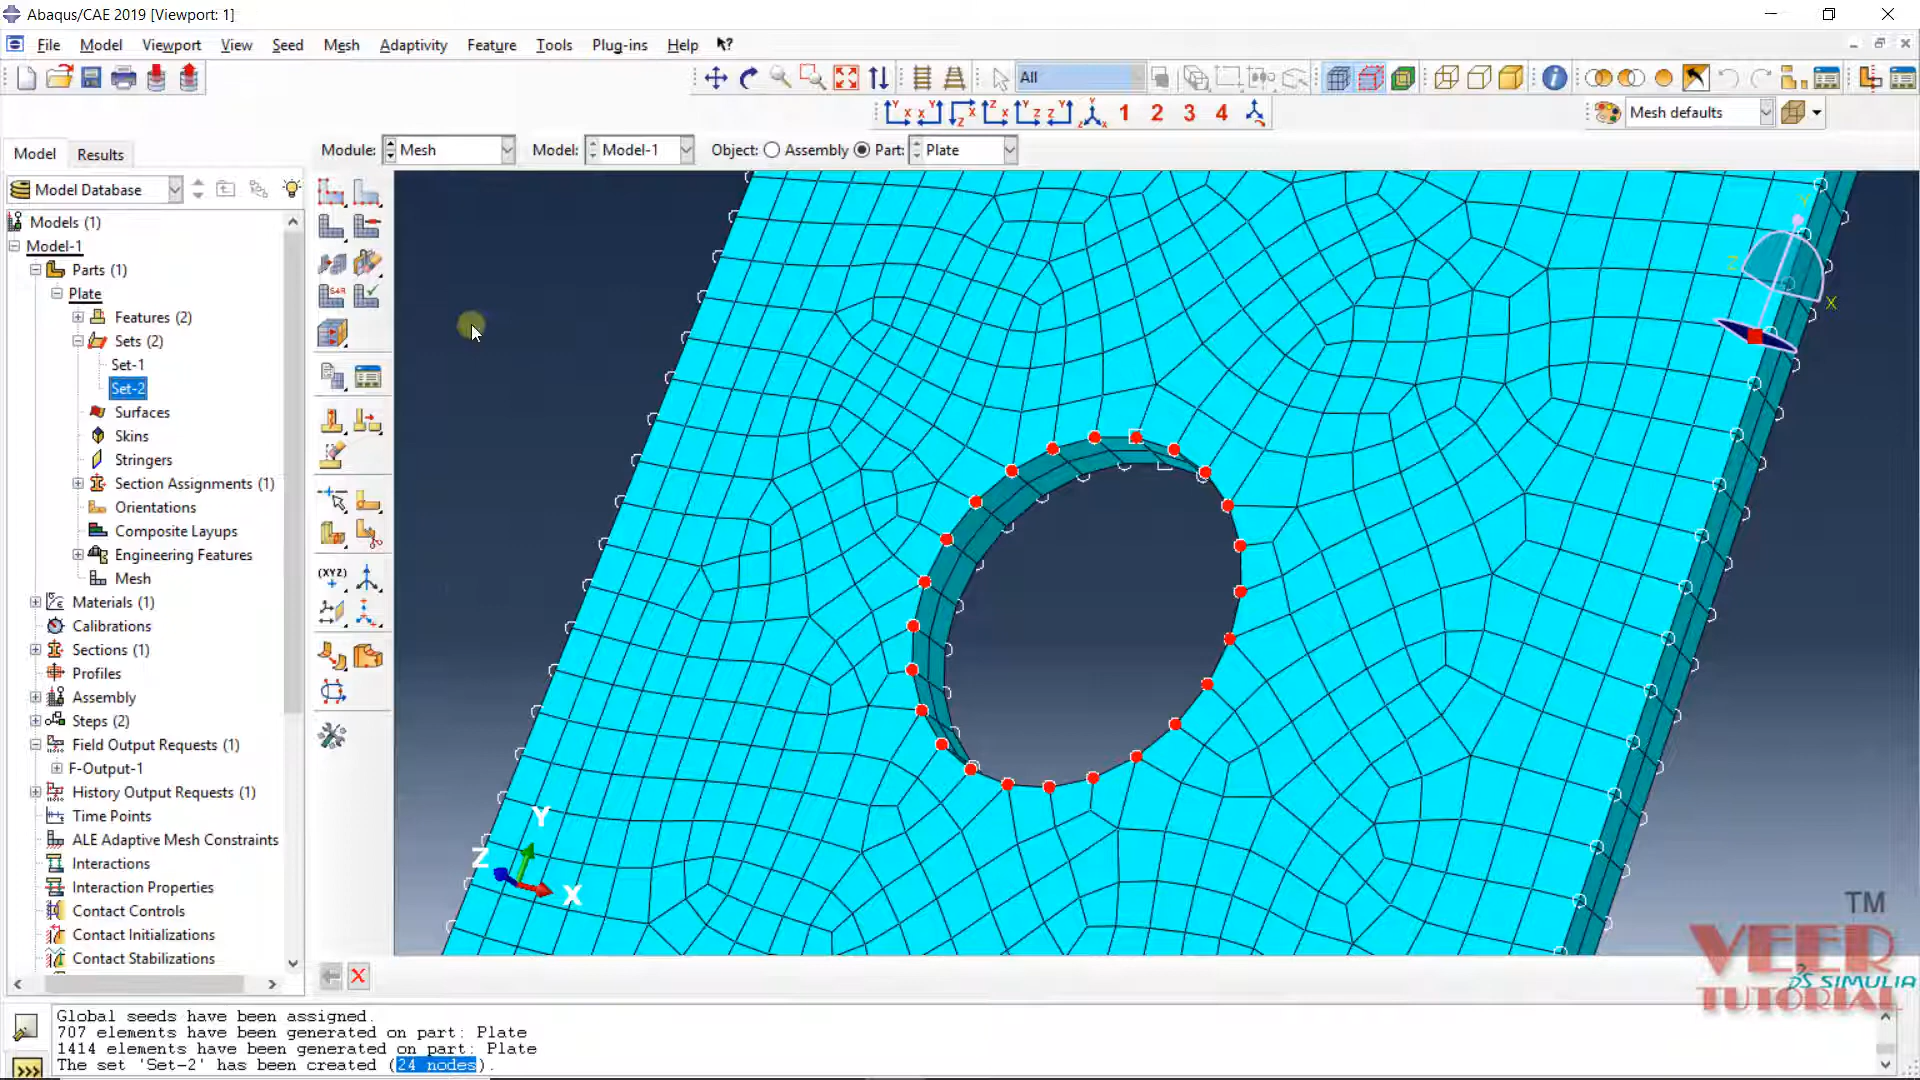 Abaqus/CAE 2019 [Viewport: 1]
File Model Viewport View Seed Mesh Adaptivity Feature Tools Plug-ins Help
All
1 2 3 4
Mesh defaults
Model Results
Module: Mesh Model: Model-1 Object: Assembly Part: Plate
Model Database
Models (1)
Model-1
Parts (1)
Plate
Features (2)
Sets (2)
Set-1
Set-2
Surfaces
Skins
Stringers
Section Assignments (1)
Orientations
Composite Layups
Engineering Features
Mesh
Materials (1)
Calibrations
Sections (1)
Profiles
Assembly
Steps (2)
Field Output Requests (1)
F-Output-1
History Output Requests (1)
Time Points
ALE Adaptive Mesh Constraints
Interactions
Interaction Properties
Contact Controls
Contact Initializations
Contact Stabilizations
(XYZ)
Y
Z
X
Y
Z
X
TM
VEER
SIMULIA
TUTORIAL
Global seeds have been assigned.
707 elements have been generated on part: Plate
1414 elements have been generated on part: Plate
The set 'Set-2' has been created (24 nodes).
>>>